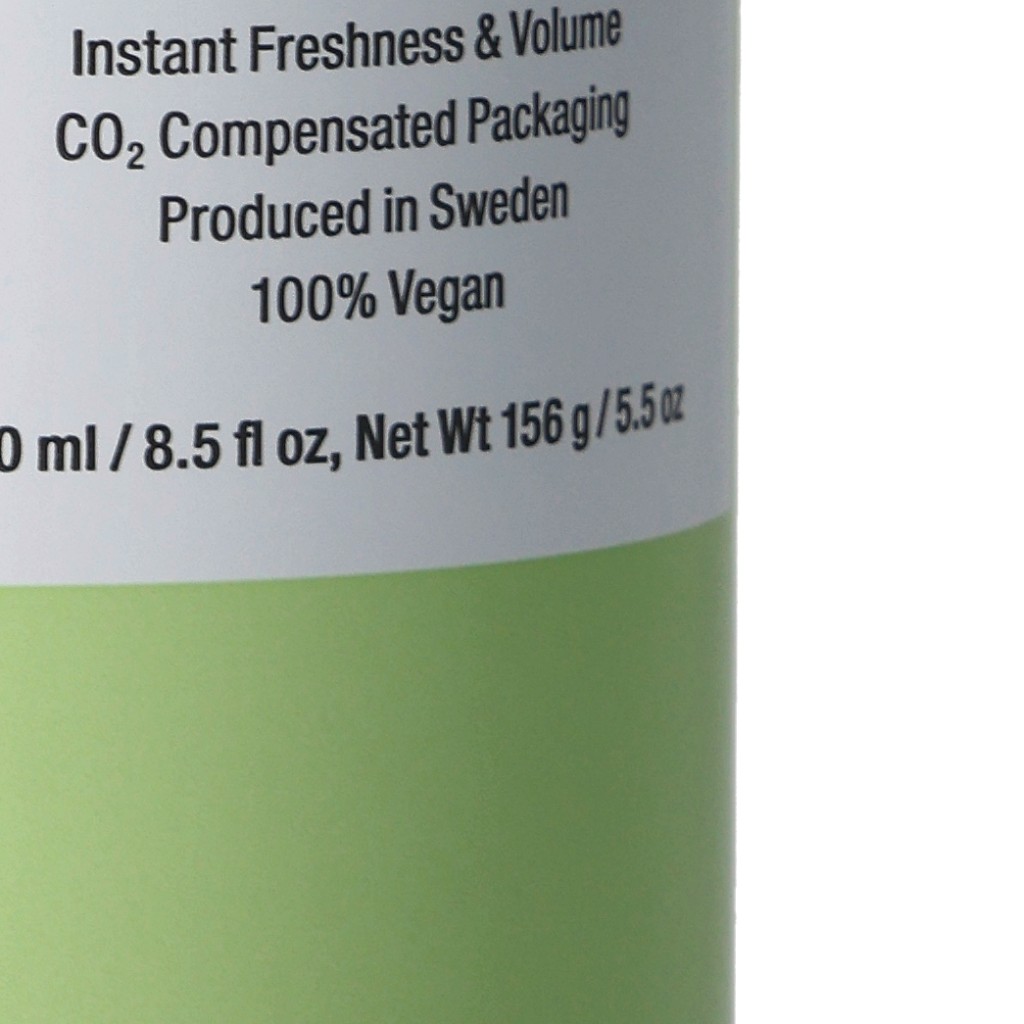 Instant Freshness & Volume
CO₂ Compensated Packaging
Produced in Sweden
100% Vegan
0 ml / 8.5 fl oz, Net Wt 156 g / 5.5 oz